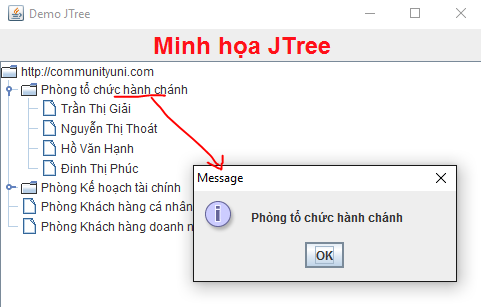 Demo JTree
Minh họa JTree
http://communityuni.com
Phòng tổ chức hành chánh
Trần Thị Giải
Nguyễn Thị Thoát
Hồ Văn Hạnh
Đinh Thị Phúc
Phòng Kế hoạch tài chính
Phòng Khách hàng cá nhân
Phòng Khách hàng doanh n
Message
Phòng tổ chức hành chánh
OK